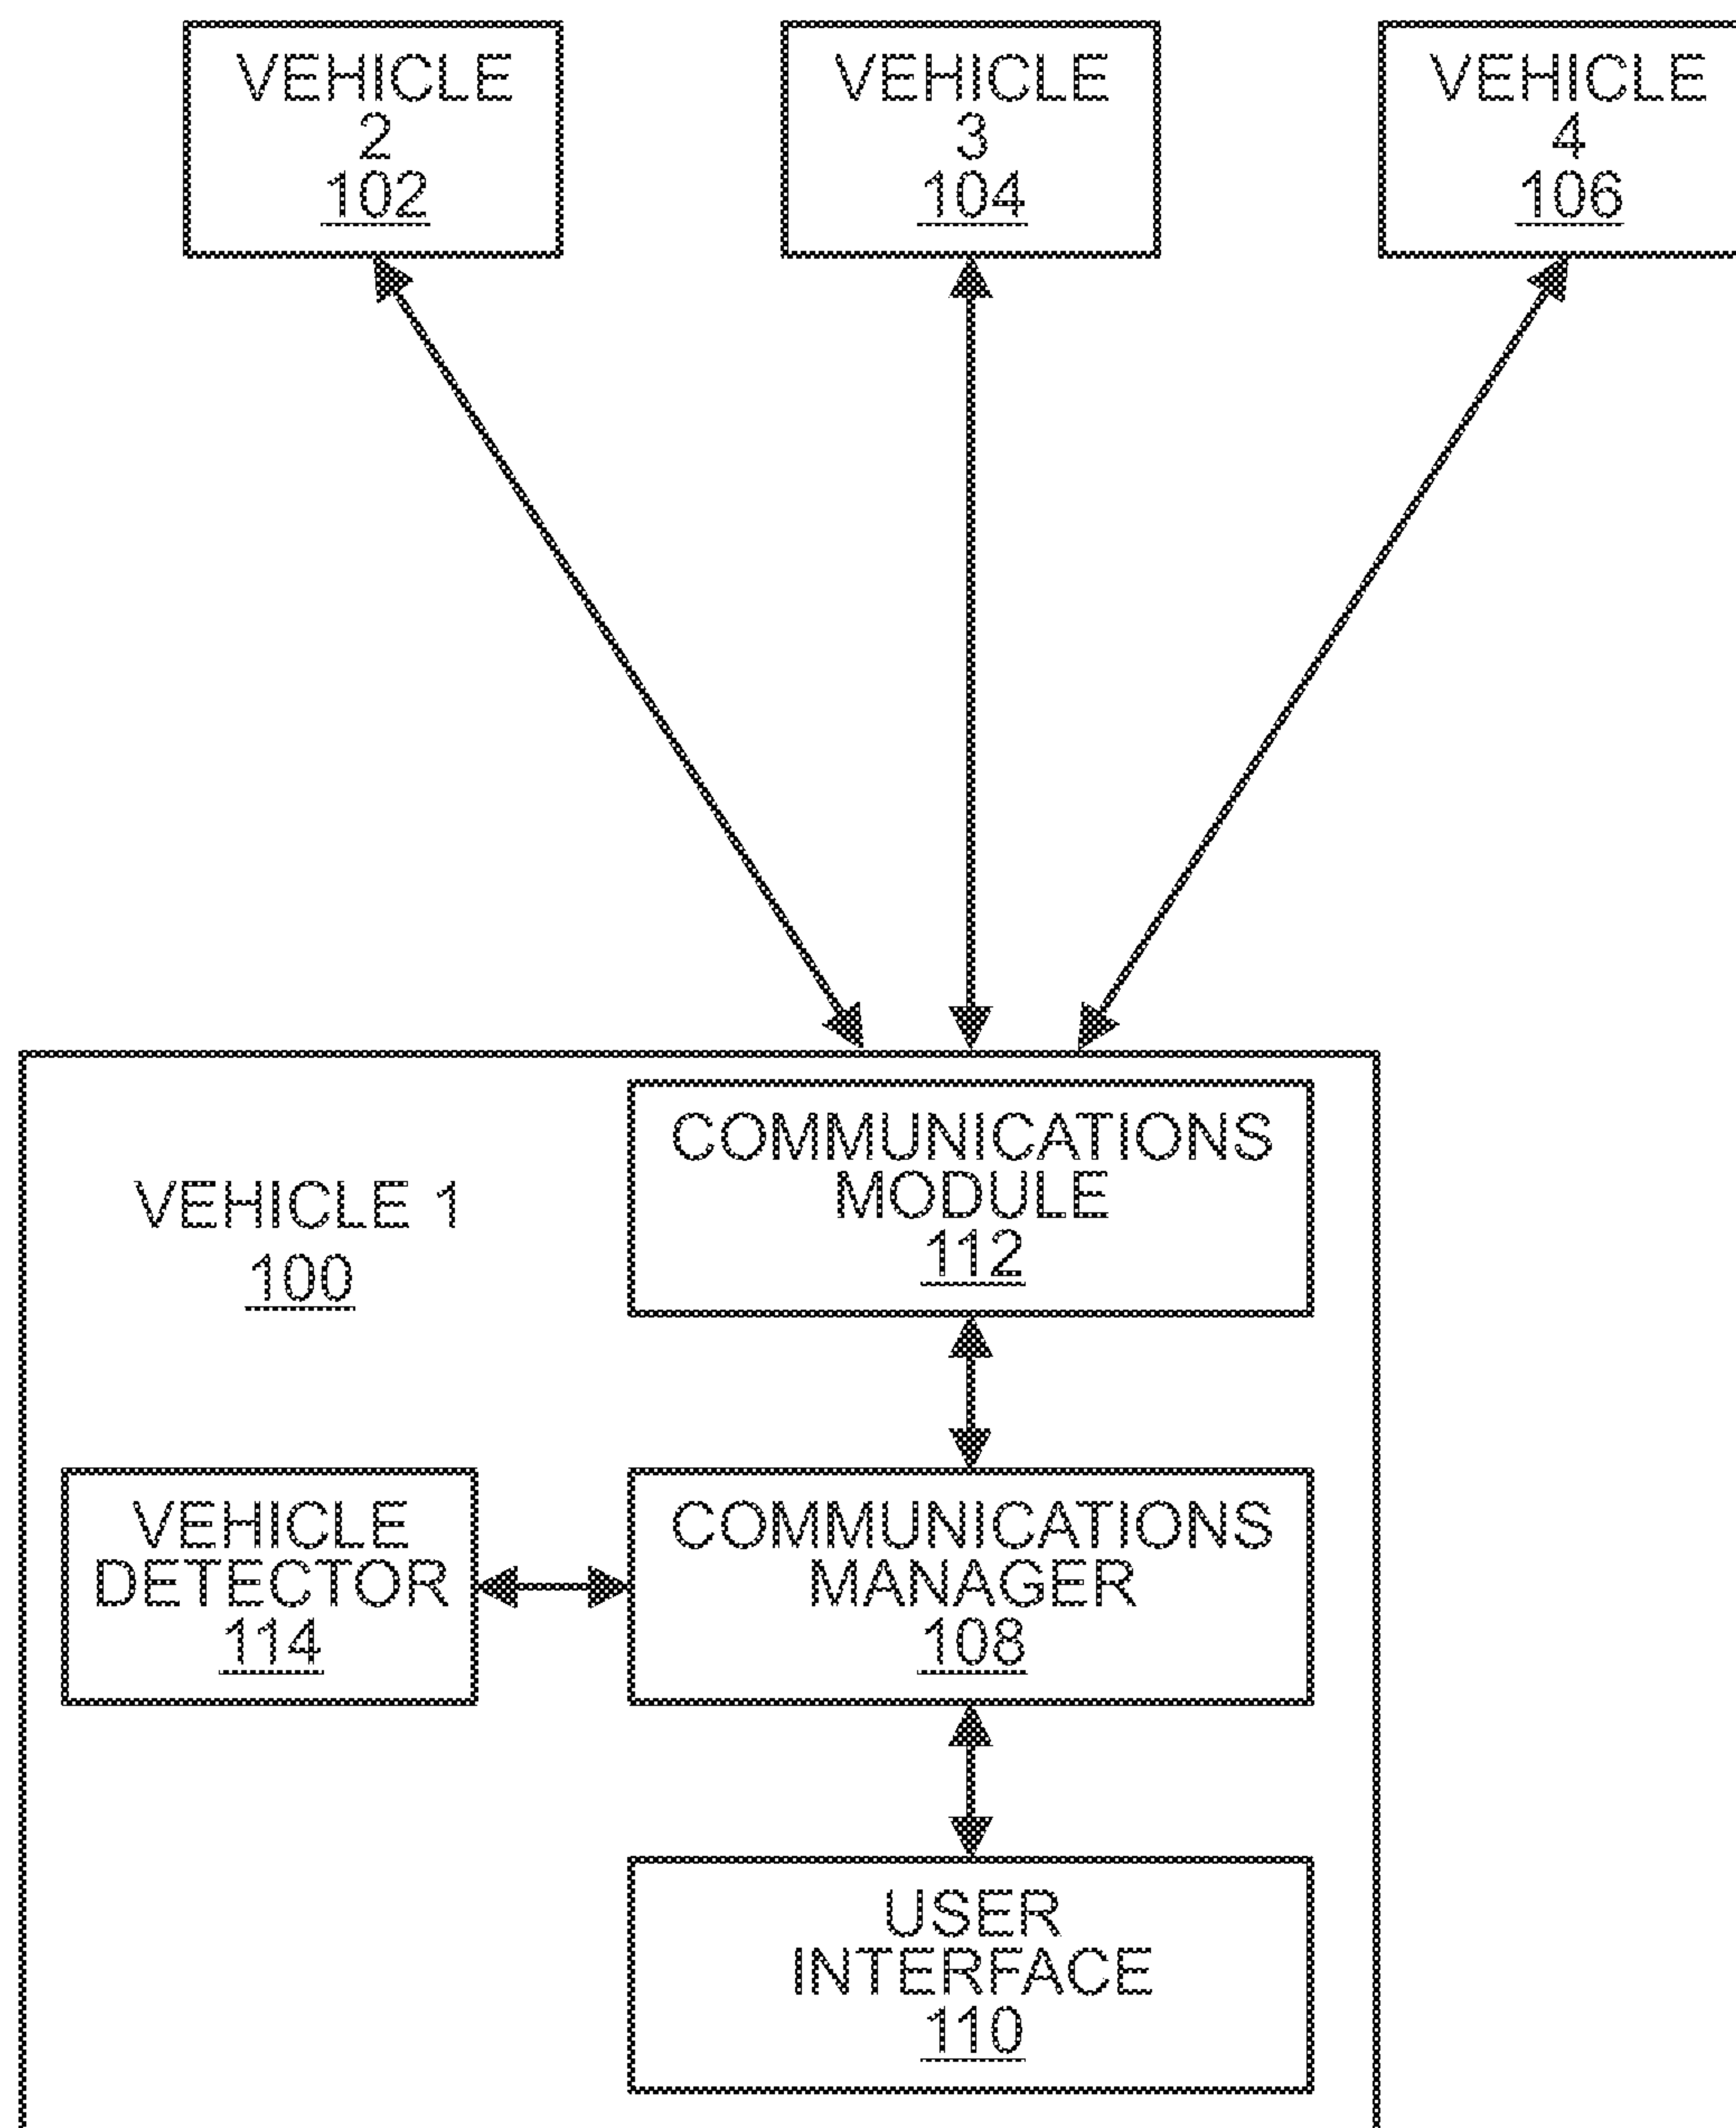 VEHICLE
2
102
VEHICLE
3
104
VEHICLE
4
106
VEHICLE 1
100
COMMUNICATIONS
MODULE
112
VEHICLE
DETECTOR
114
COMMUNICATIONS
MANAGER
108
USER
INTERFACE
110